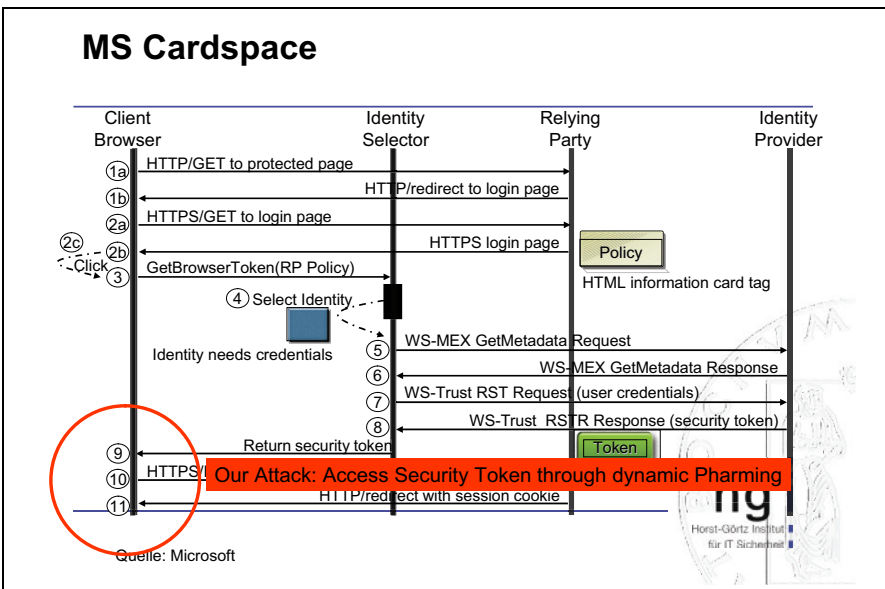 MS Cardspace
Client Browser
Identity Selector
Relying Party
Identity Provider
1a HTTP/GET to protected page
1b HTTP/redirect to login page
2a HTTPS/GET to login page
2b HTTPS login page
Policy
HTML information card tag
2c Click
3 GetBrowserToken(RP Policy)
4 Select Identity
Identity needs credentials
5 WS-MEX GetMetadata Request
6 WS-MEX GetMetadata Response
7 WS-Trust RST Request (user credentials)
8 WS-Trust RSTR Response (security token)
Token
9 Return security token
10 HTTPS/
Our Attack: Access Security Token through dynamic Pharming
11 HTTP/redirect with session cookie
Horst-Görtz Institut
für IT Sicherheit
Quelle: Microsoft